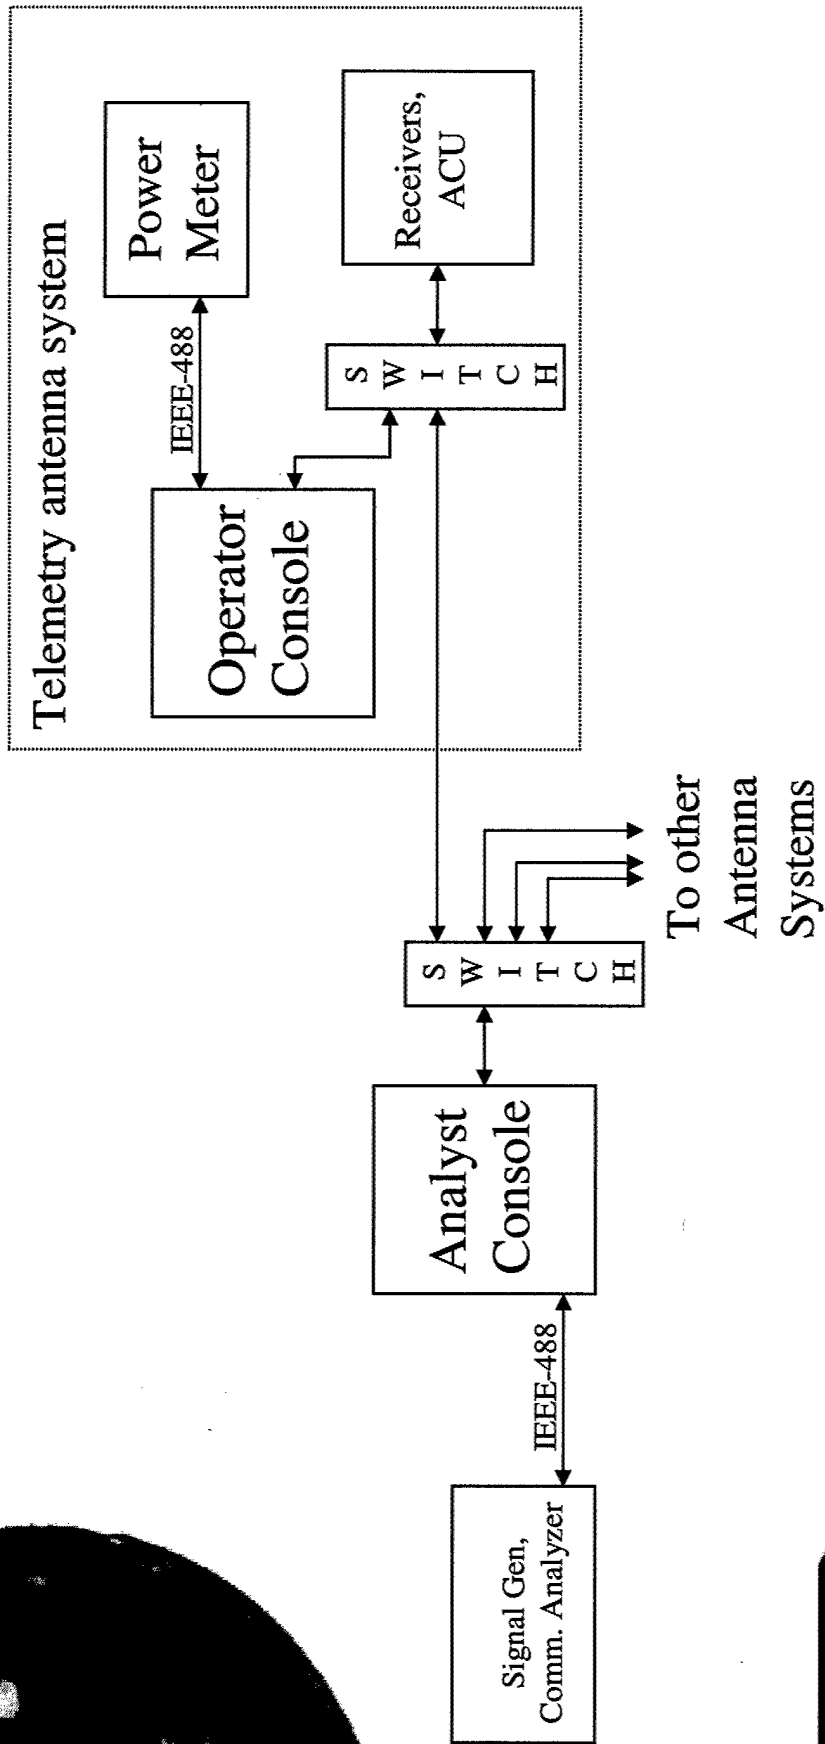 Telemetry antenna system
Power
Meter
IEEE-488
Operator
Console
Receivers,
ACU
S
W
I
T
C
H
Signal Gen,
Comm. Analyzer
IEEE-488
Analyst
Console
S
W
I
T
C
H
To other
Antenna
Systems